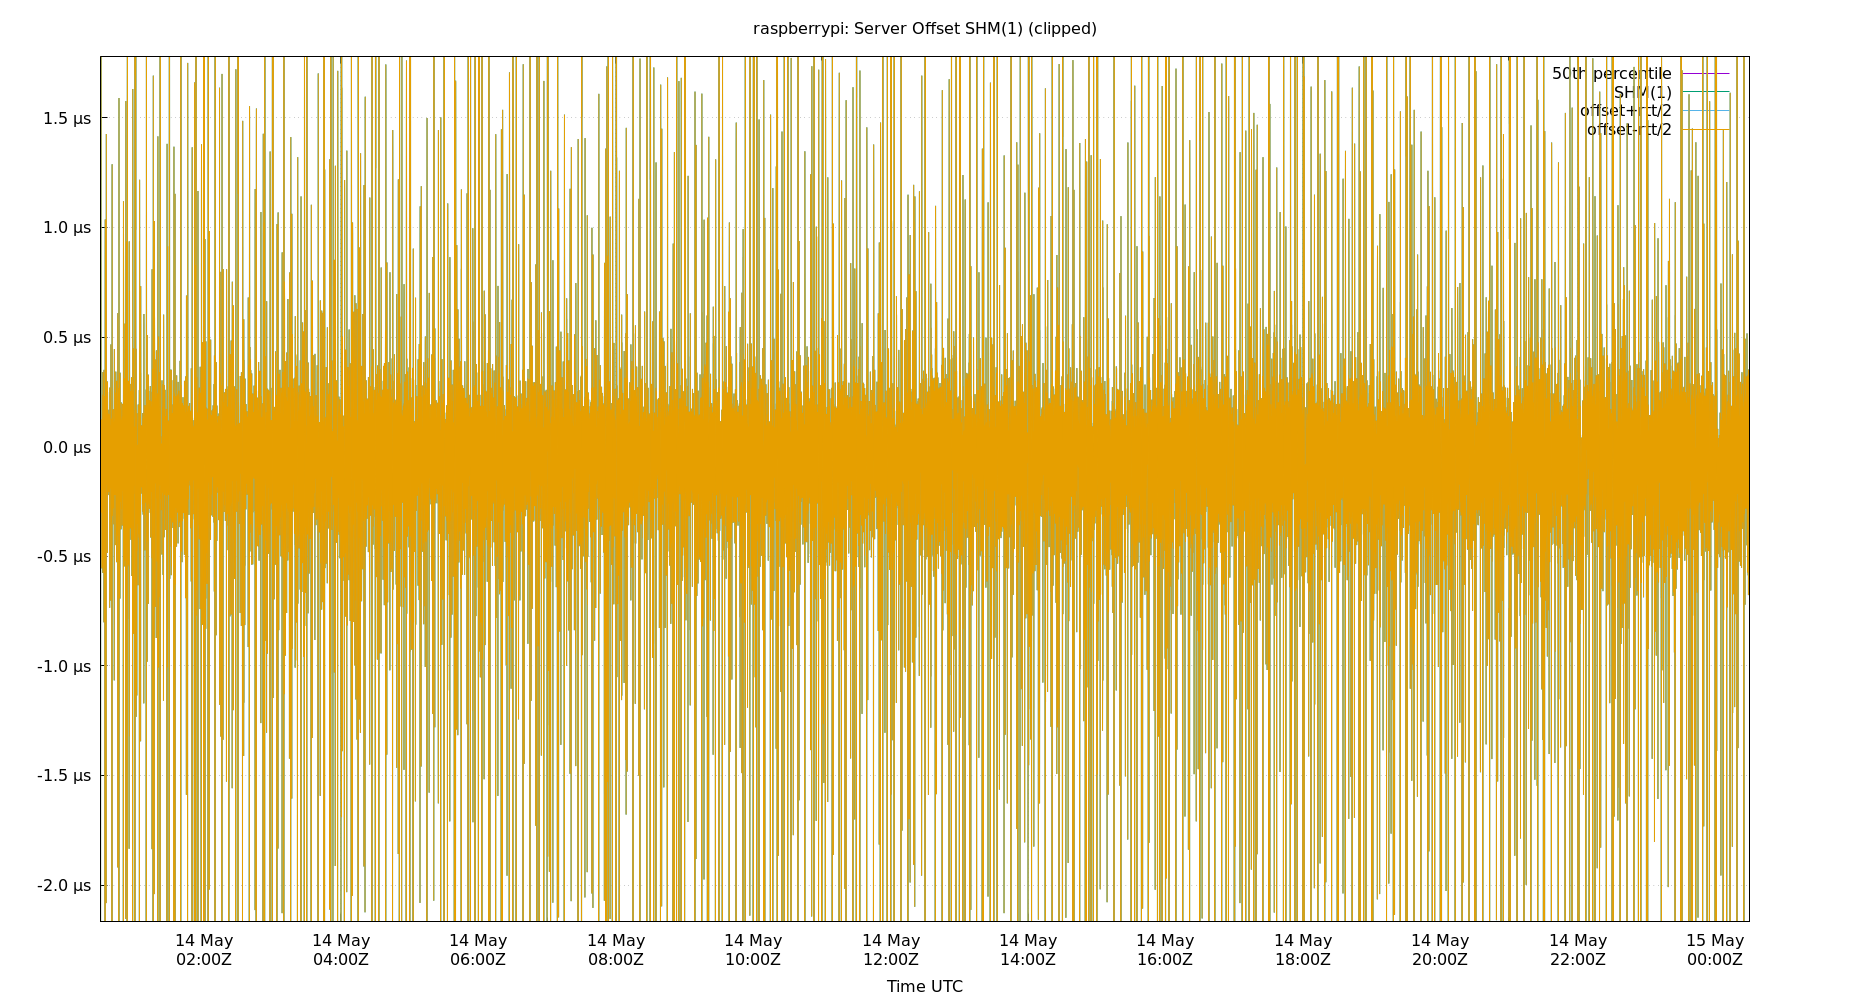 raspberrypi: Server Offset SHM(1) (clipped)
50th percentile
SHM(1)
offset+rtt/2
offset-rtt/2
1.5 µs
1.0 µs
0.5 µs
0.0 µs
-0.5 µs
-1.0 µs
-1.5 µs
-2.0 µs
14 May 14 May 14 May 14 May 14 May 14 May 14 May 14 May 14 May 14 May 14 May 15 May
02:00Z 04:00Z 06:00Z 08:00Z 10:00Z 12:00Z 14:00Z 16:00Z 18:00Z 20:00Z 22:00Z 00:00Z
Time UTC